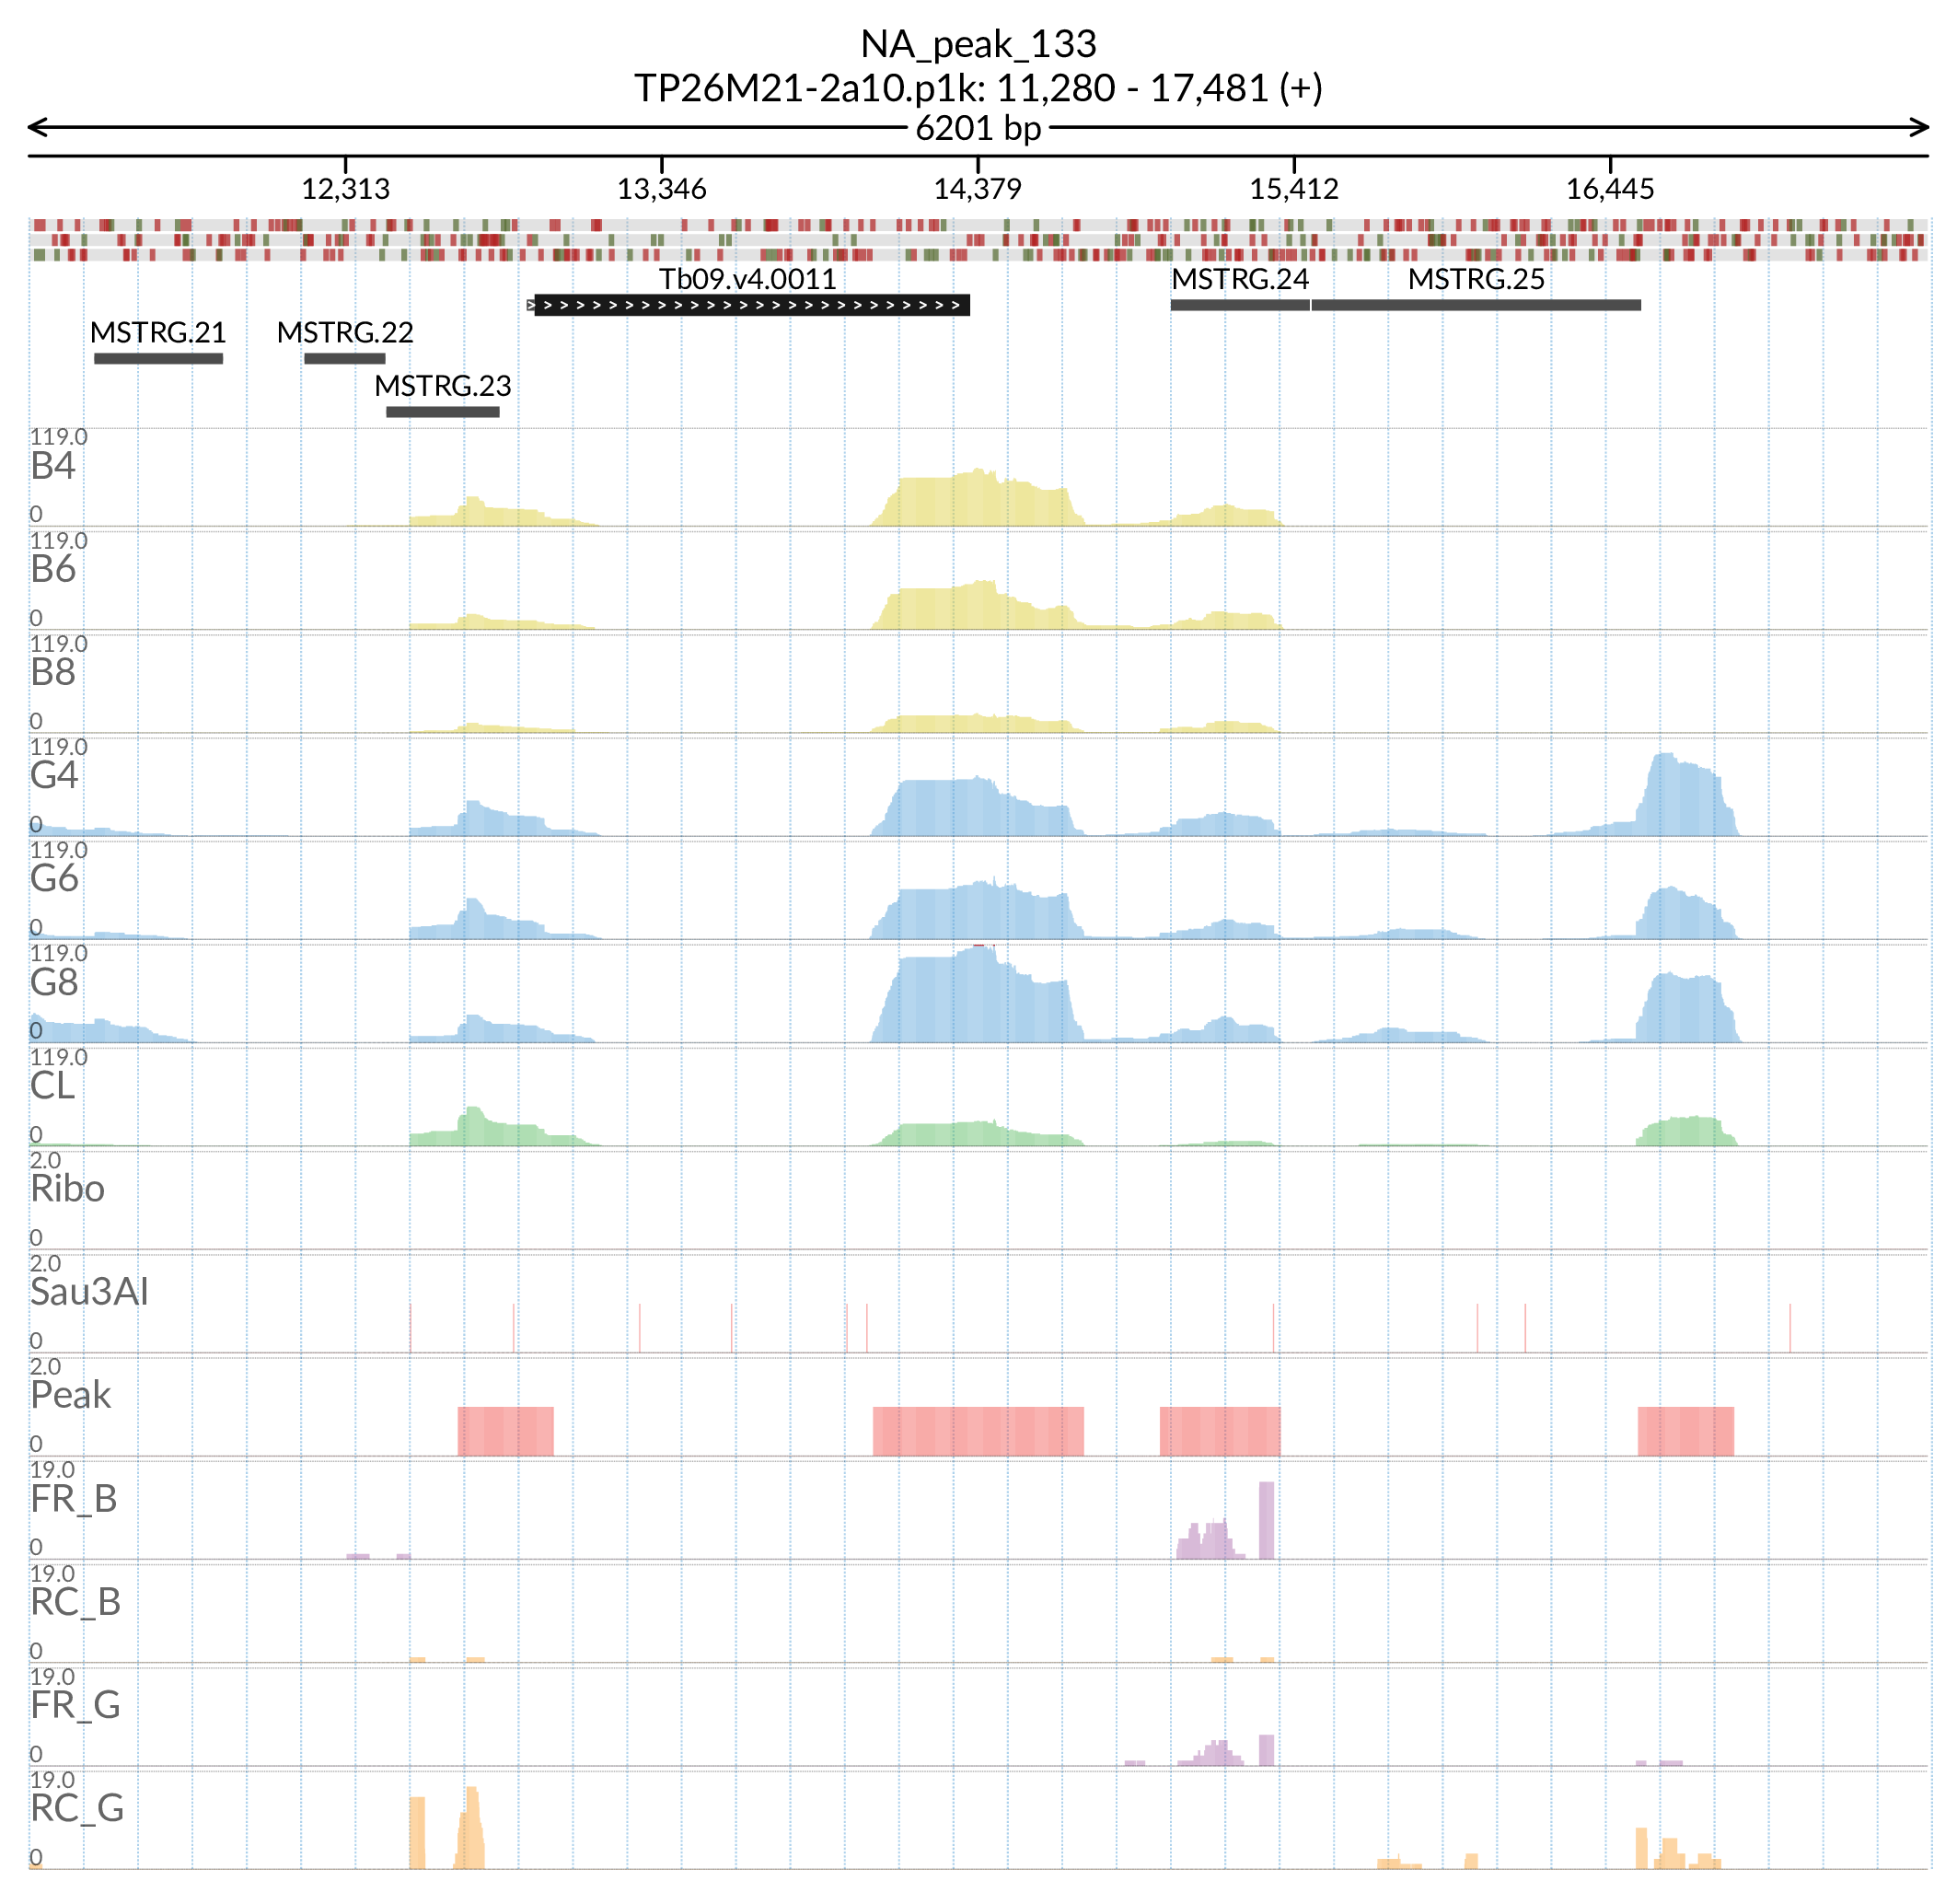 NA_peak_133
TP26M21-2a10.p1k: 11,280 - 17,481 (+)
6201 bp
12,313 13,346 14,379 15,412 16,445
Tb09.v4.0011 MSTRG.24 MSTRG.25
> > > > > > > > > > > > > > > > > > > > > > > > > > >
MSTRG.21 MSTRG.22
MSTRG.23
119.0
B4
0
119.0
B6
0
119.0
B8
0
119.0
G4
0
119.0
G6
0
119.0
G8
0
119.0
CL
0
2.0
Ribo
0
2.0
Sau3AI
0
2.0
Peak
0
19.0
FR_B
0
19.0
RC_B
0
19.0
FR_G
0
19.0
RC_G
0